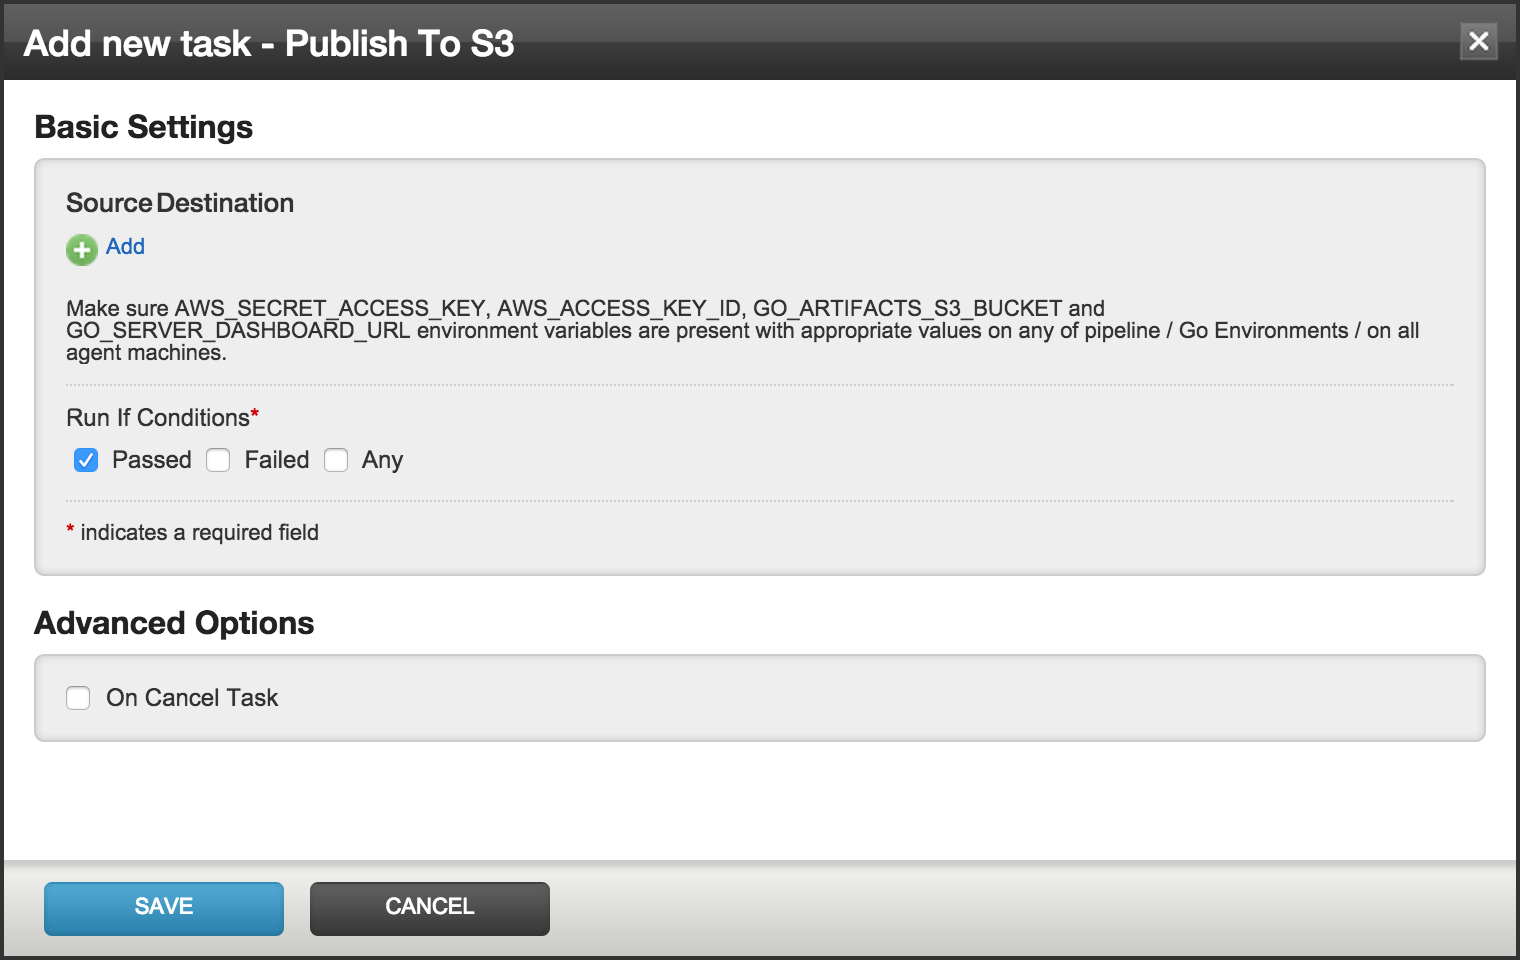 Add new task - Publish To S3
Basic Settings
Source Destination
Add
Make sure AWS_SECRET_ACCESS_KEY, AWS_ACCESS_KEY_ID, GO_ARTIFACTS_S3_BUCKET and
GO_SERVER_DASHBOARD_URL environment variables are present with appropriate values on any of pipeline / Go Environments / on all
agent machines.
Run If Conditions*
Passed Failed Any
* indicates a required field
Advanced Options
On Cancel Task
SAVE CANCEL